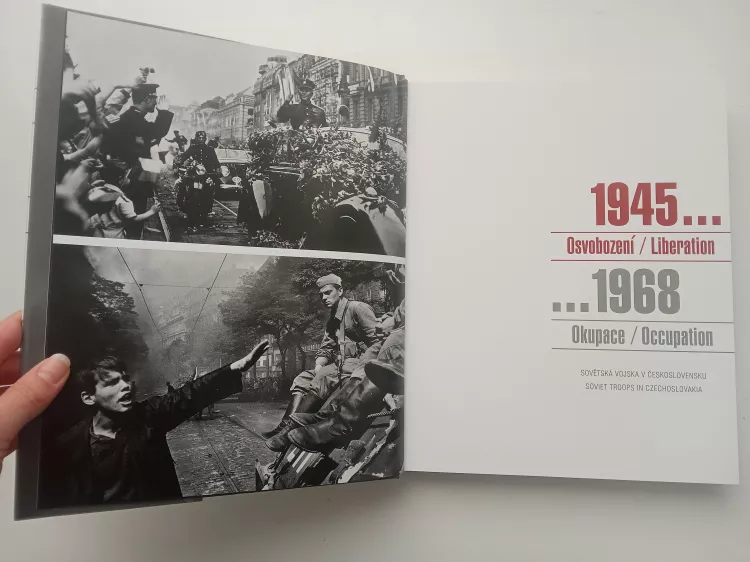 1945...
Osvobození / Liberation
...1968
Okupace / Occupation
SOVĚTSKÁ VOJSKA V ČESKOSLOVENSKU
SOVIET TROOPS IN CZECHOSLOVAKIA